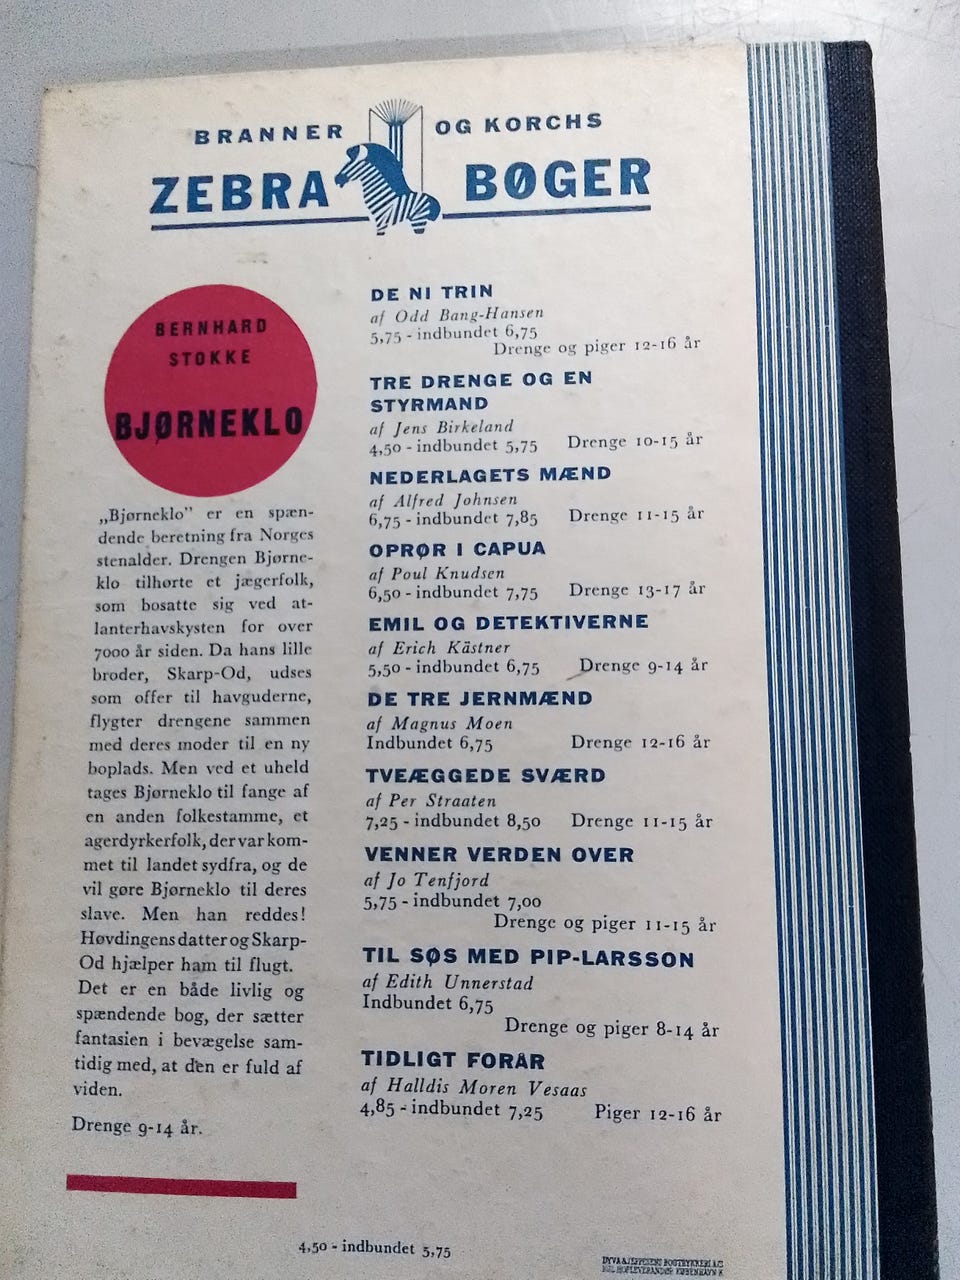 BRANNER OG KORCHS
ZEBRA BØGER
BERNHARD
STOKKE
BJØRNEKLO
„Bjørneklo” er en spæn-
dende beretning fra Norges
stenalder. Drengen Bjørne-
klo tilhørte et jægerfolk,
som bosatte sig ved at-
lanterhavskysten for over
7000 år siden. Da hans lille
broder, Skarp-Od, udses
som offer til havguderne,
flygter drengene sammen
med deres moder til en ny
boplads. Men ved et uheld
tages Bjørneklo til fange af
en anden folkestamme, et
agerdyrkerfolk, der var kom-
met til landet sydfra, og de
vil gøre Bjørneklo til deres
slave. Men han reddes!
Høvdingens datter og Skarp-
Od hjælper ham til flugt.
Det er en både livlig og
spændende bog, der sætter
fantasien i bevægelse sam-
tidig med, at den er fuld af
viden.
Drenge 9-14 år.
DE NI TRIN
af Odd Bang-Hansen
5,75 - indbundet 6,75
Drenge og piger 12-16 år
TRE DRENGE OG EN
STYRMAND
af Jens Birkeland
4,50 - indbundet 5,75 Drenge 10-15 år
NEDERLAGETS MÆND
af Alfred Johnsen
6,75 - indbundet 7,85 Drenge 11-15 år
OPRØR I CAPUA
af Poul Knudsen
6,50 - indbundet 7,75 Drenge 13-17 år
EMIL OG DETEKTIVERNE
af Erich Kästner
5,50 - indbundet 6,75 Drenge 9-14 år
DE TRE JERNMÆND
af Magnus Moen
Indbundet 6,75 Drenge 12-16 år
TVEÆGGEDE SVÆRD
af Per Straaten
7,25 - indbundet 8,50 Drenge 11-15 år
VENNER VERDEN OVER
af Jo Tenfjord
5,75 - indbundet 7,00
Drenge og piger 11-15 år
TIL SØS MED PIP-LARSSON
af Edith Unnerstad
Indbundet 6,75
Drenge og piger 8-14 år
TIDLIGT FORÅR
af Halldis Moren Vesaas
4,85 - indbundet 7,25 Piger 12-16 år
4,50 - indbundet 5,75
DYVA & JEPPESENS BOGTRYKKERI A/S
KGL. HOFLEVERANDØR KØBENHAVN K